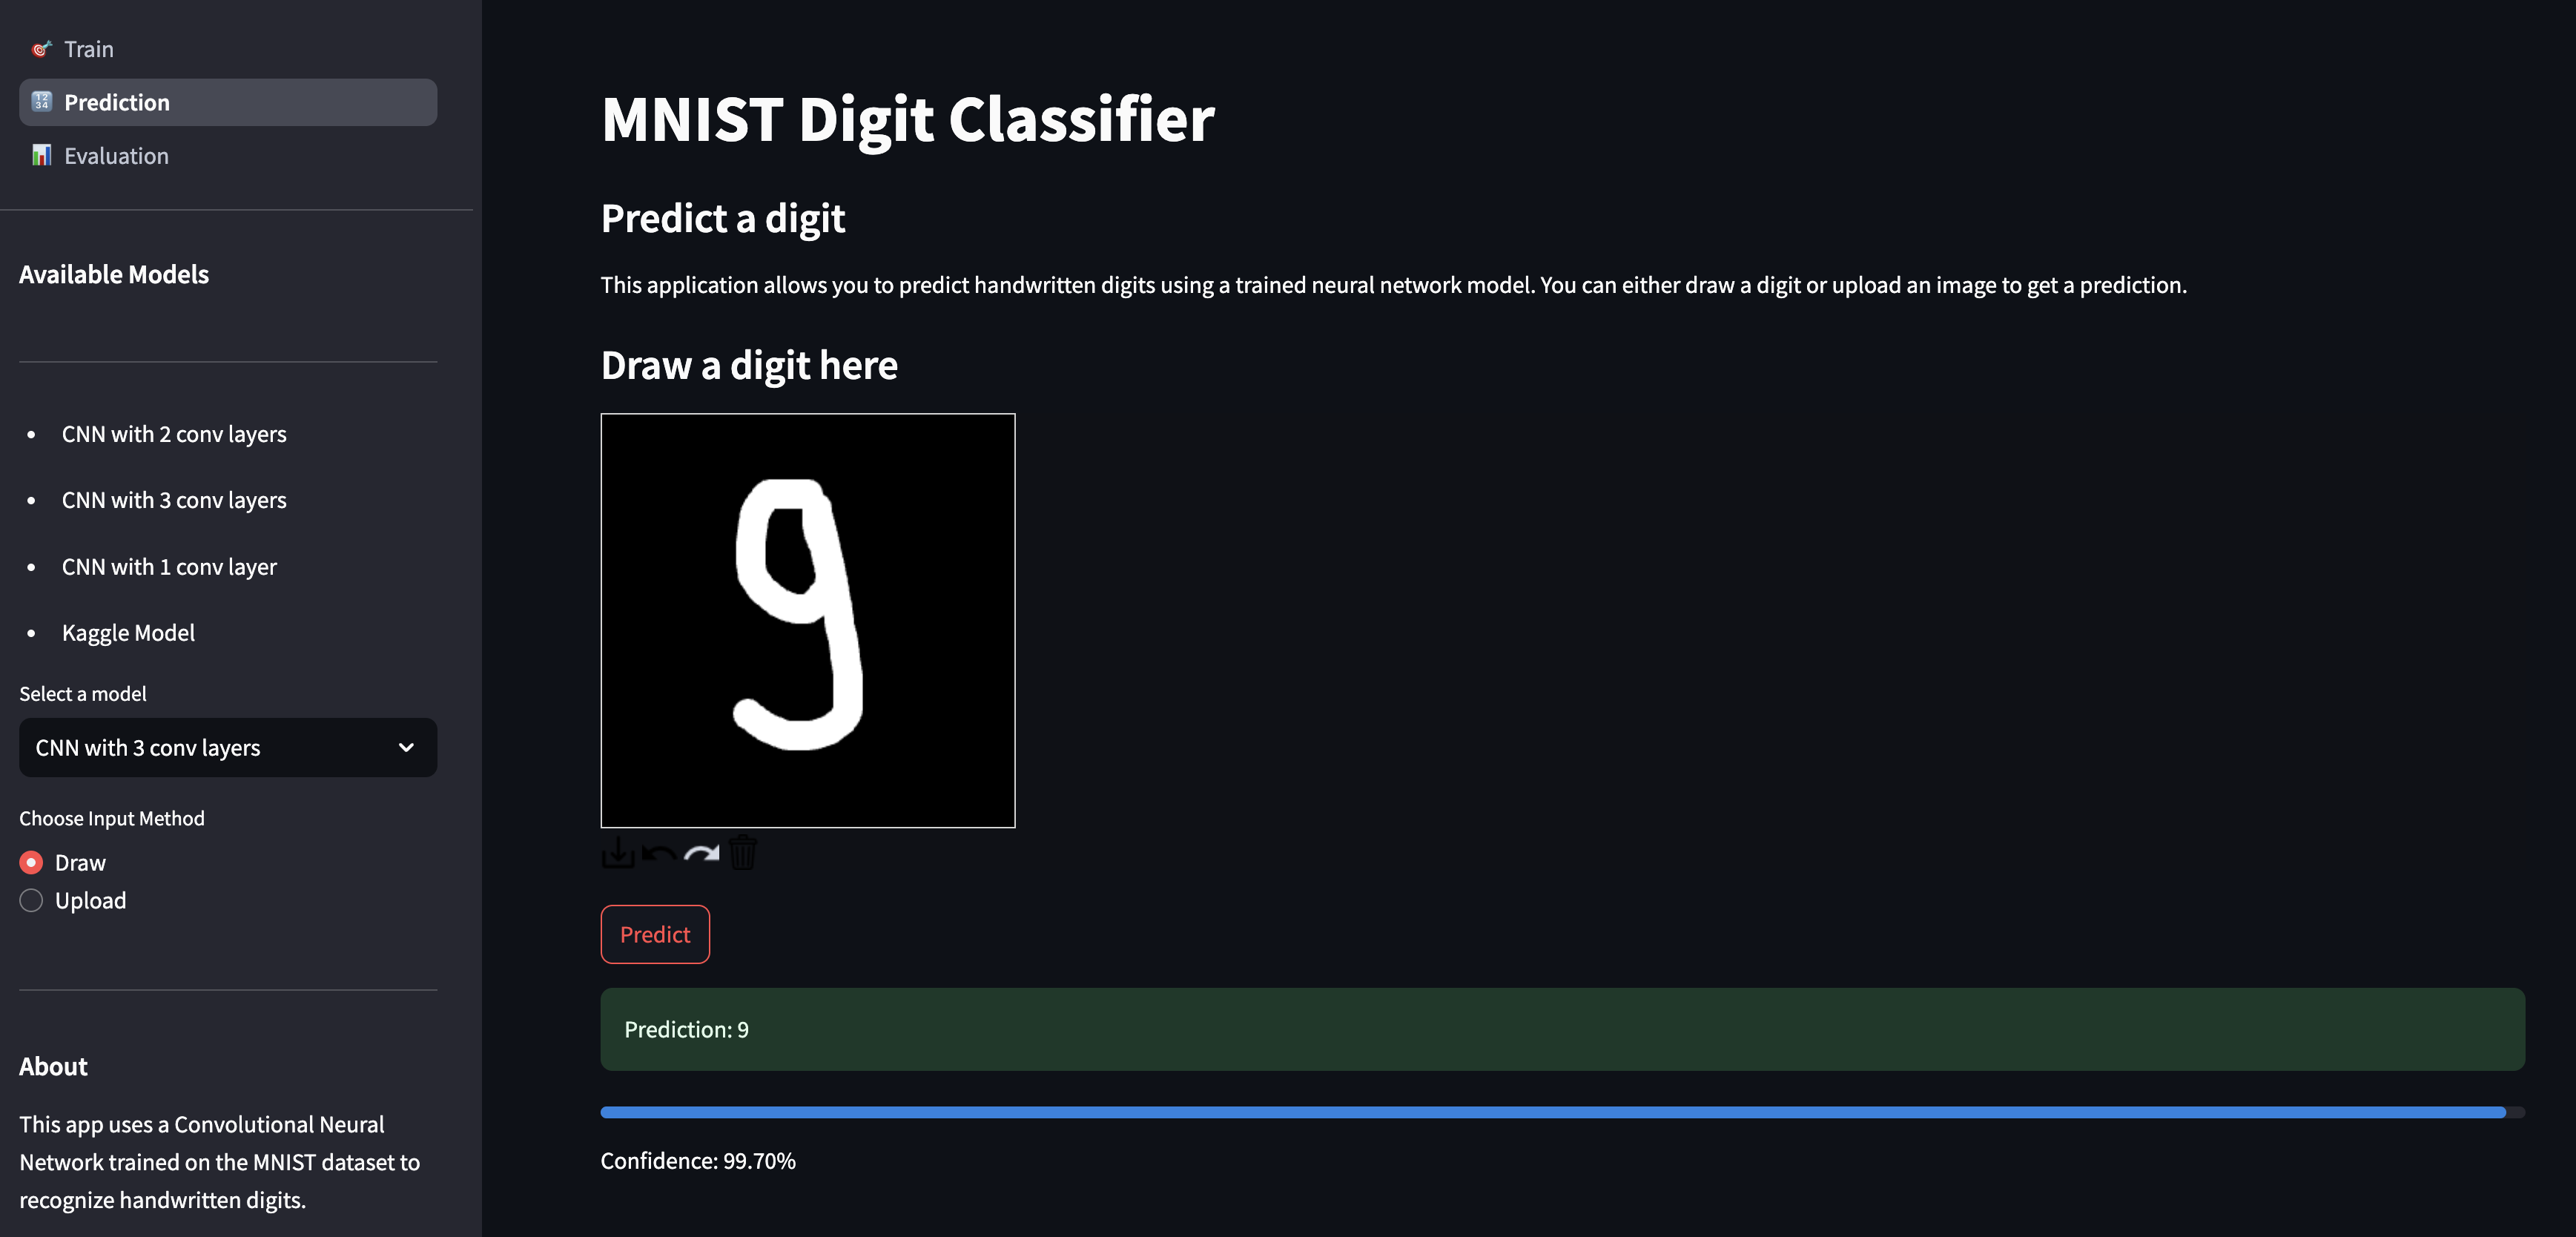 Train
Prediction
Evaluation
Available Models
CNN with 2 conv layers
CNN with 3 conv layers
CNN with 1 conv layer
Kaggle Model
Select a model
CNN with 3 conv layers
Choose Input Method
Draw
Upload
About
This app uses a Convolutional Neural
Network trained on the MNIST dataset to
recognize handwritten digits.
MNIST Digit Classifier
Predict a digit
This application allows you to predict handwritten digits using a trained neural network model. You can either draw a digit or upload an image to get a prediction.
Draw a digit here
9
Predict
Prediction: 9
Confidence: 99.70%